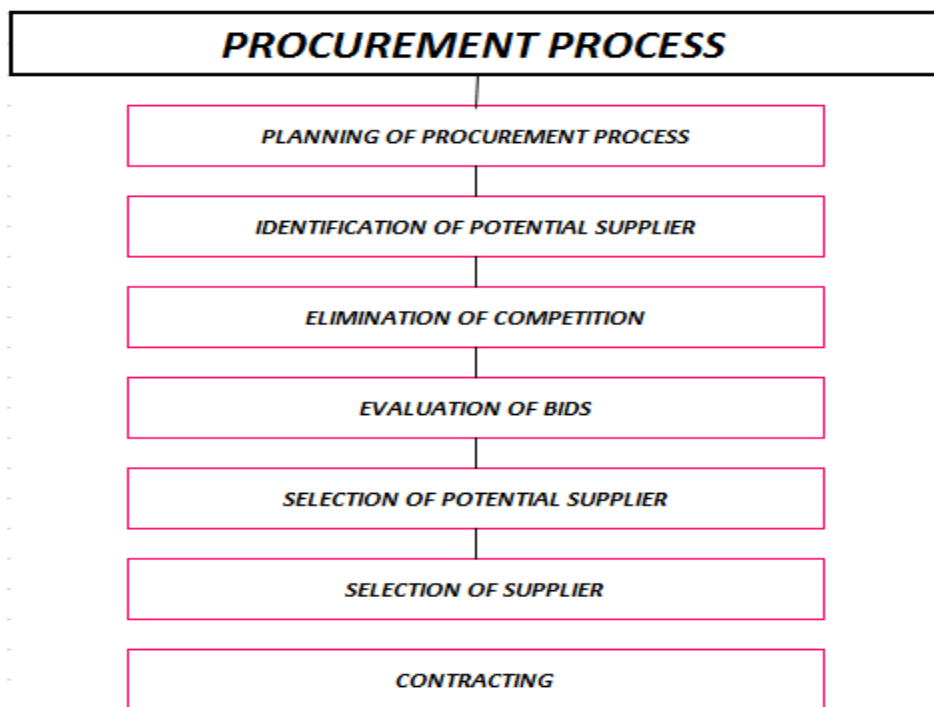 PROCUREMENT PROCESS
PLANNING OF PROCUREMENT PROCESS
IDENTIFICATION OF POTENTIAL SUPPLIER
ELIMINATION OF COMPETITION
EVALUATION OF BIDS
SELECTION OF POTENTIAL SUPPLIER
SELECTION OF SUPPLIER
CONTRACTING